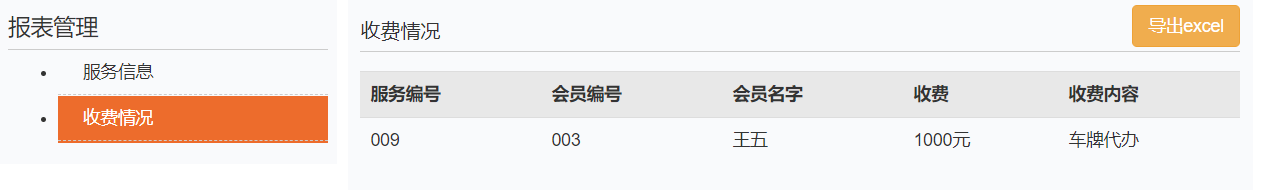 报表管理
服务信息
收费情况
收费情况
导出excel
服务编号 会员编号 会员名字 收费 收费内容
009 003 王五 1000元 车牌代办